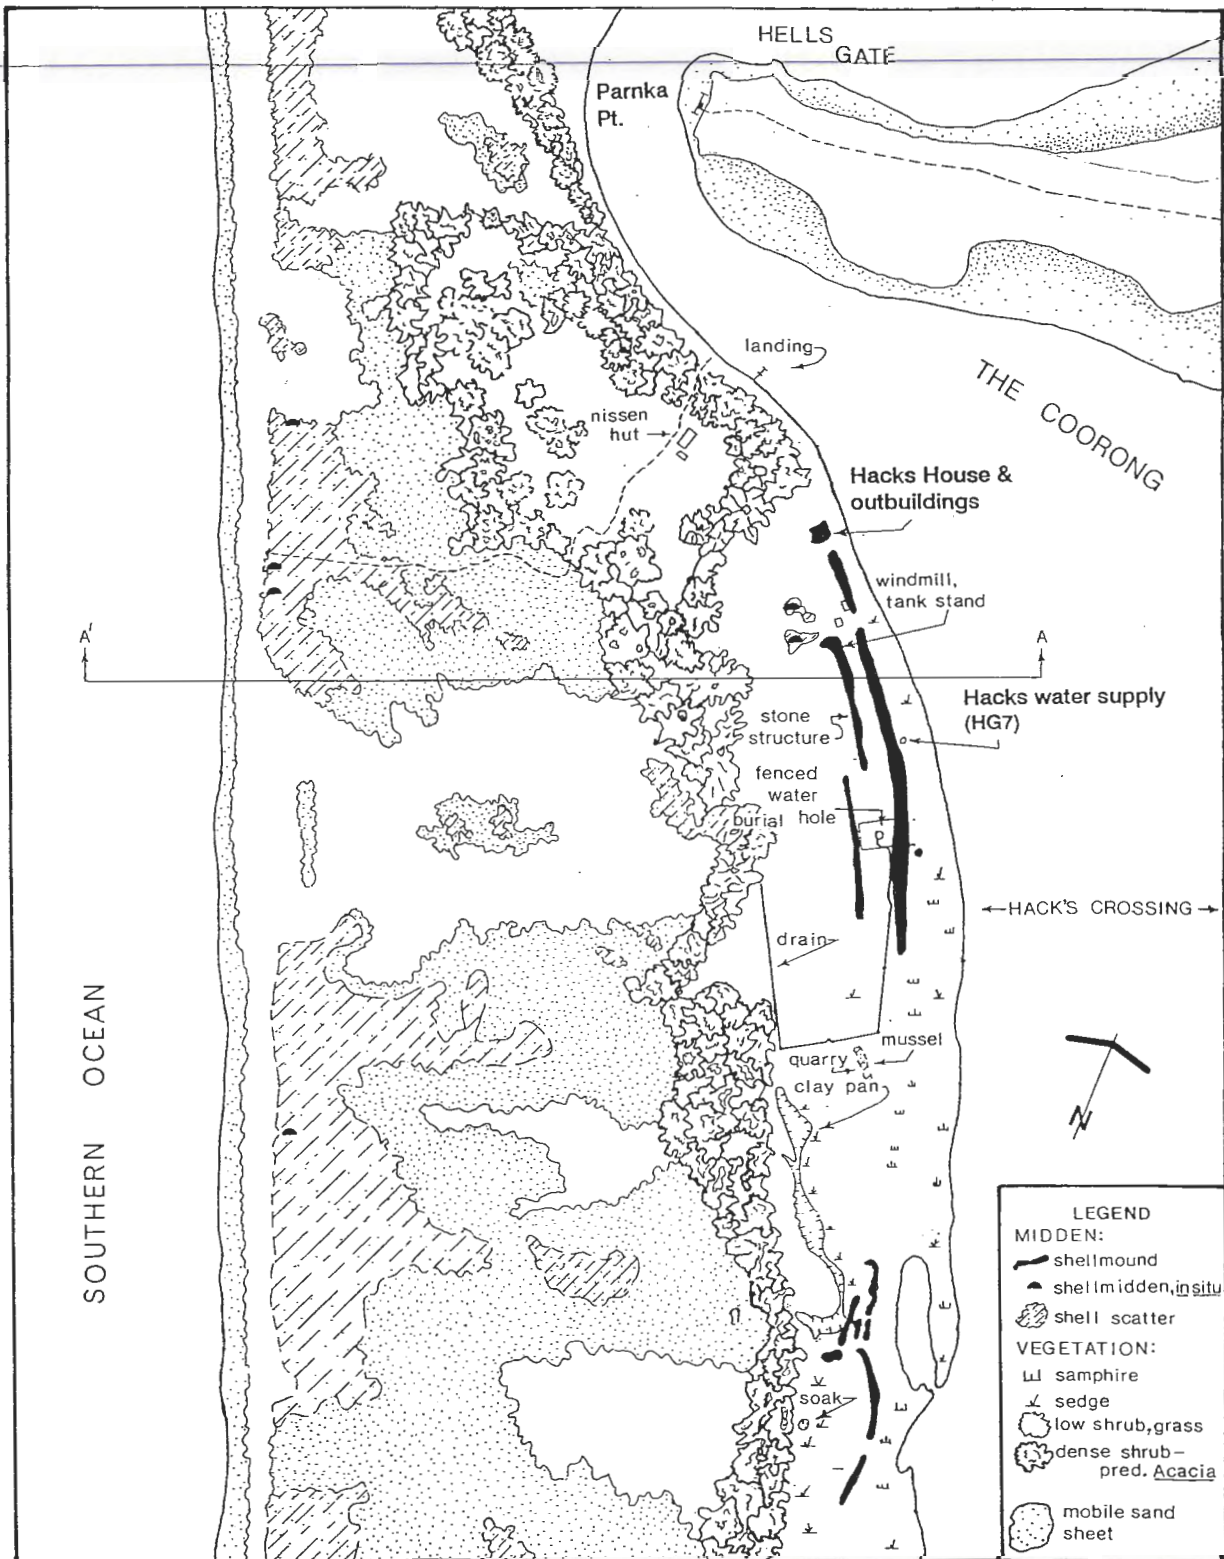 HELLS
GATE
Parnka
Pt.
landing
THE COORONG
nissen
hut
Hacks House &
outbuildings
windmill,
tank stand
A'
A
Hacks water supply
(HG7)
stone
structure
fenced
water
burial hole
HACK'S CROSSING
drain
mussel
quarry
clay pan
SOUTHERN OCEAN
N
soak
LEGEND
MIDDEN:
shellmound
shellmidden, in situ
shell scatter
VEGETATION:
samphire
sedge
low shrub, grass
dense shrub-
pred. Acacia
mobile sand
sheet